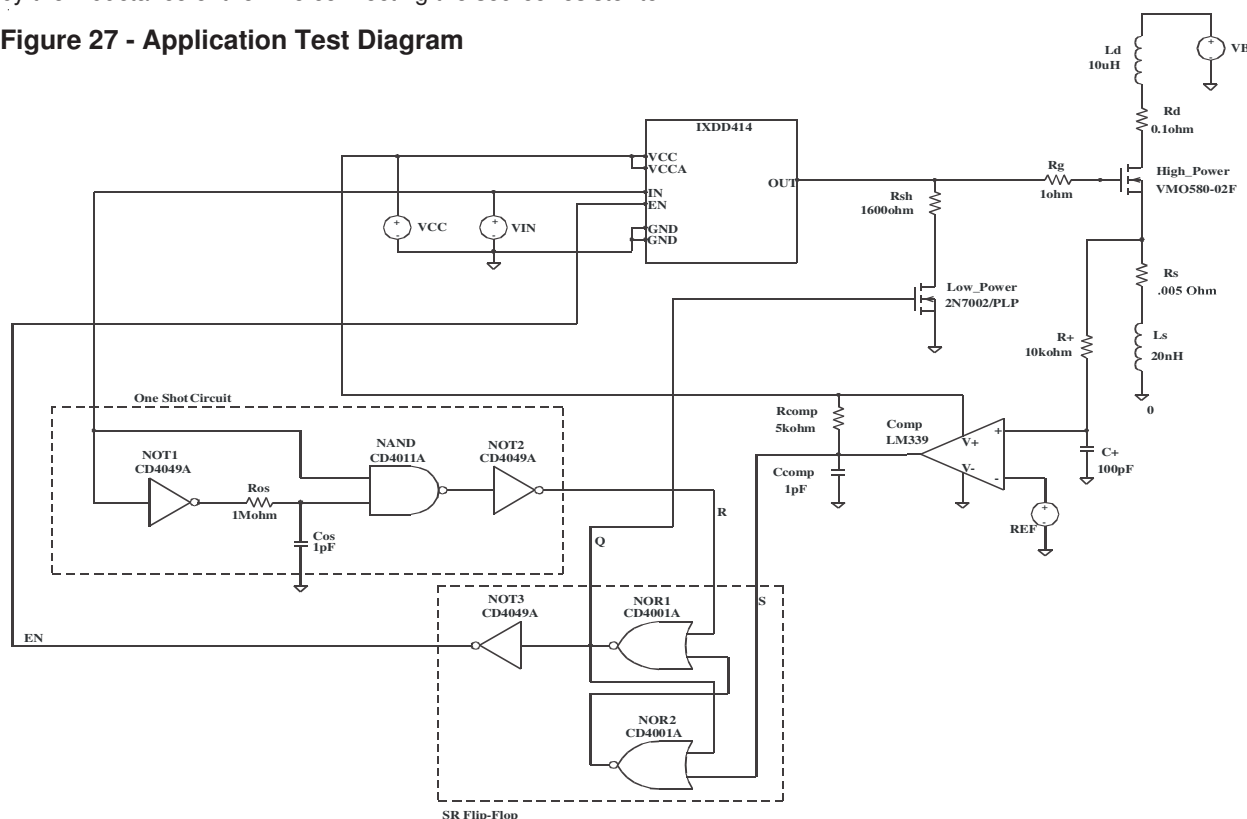 Figure 27 - Application Test Diagram
Ld
10uH
Rd
0.1ohm
IXDD414
VCC
VCCA
IN
EN
GND
GND
OUT
VCC
VIN
Rsh
1600ohm
Rg
1ohm
High_Power
VMO580-02F
Low_Power
2N7002/PLP
Rs
.005 Ohm
R+
10kohm
Ls
20nH
0
One Shot Circuit
NOT1
CD4049A
Ros
1Mohm
Cos
1pF
NAND
CD4011A
NOT2
CD4049A
Rcomp
5kohm
Ccomp
1pF
Comp
LM339
V+
V-
+
-
C+
100pF
REF
+
-
R
Q
S
EN
NOT3
CD4049A
NOR1
CD4001A
NOR2
CD4001A
SR Flip-Flop